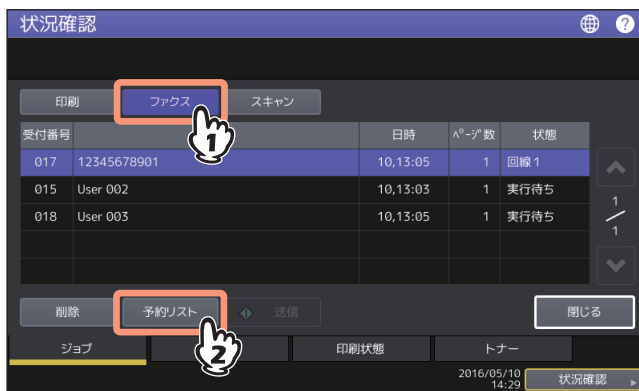 状況確認 ?
印刷 ファクス スキャン
受付番号 日時 ページ数 状態
017 12345678901 10,13:05 1 回線1
015 User 002 10,13:03 1 実行待ち
018 User 003 10,13:05 1 実行待ち
1
1
1
削除 予約リスト 送信 閉じる
2
ジョブ 印刷状態 トナー
2016/05/10
14:29
状況確認